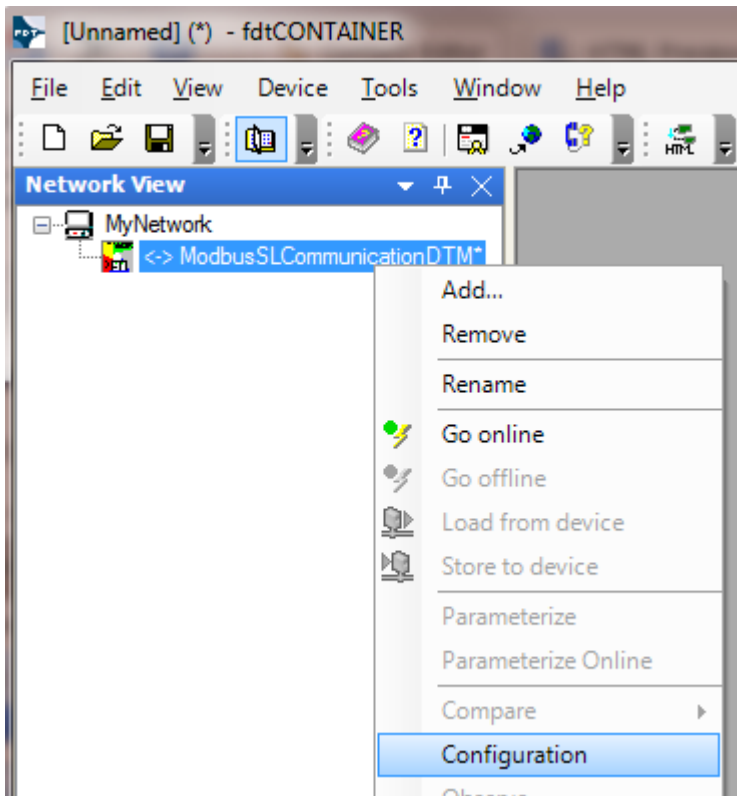 [Unnamed] (*) - fdtCONTAINER
File Edit View Device Tools Window Help
HTML
Network View
MyNetwork
<-> ModbusSLCommunicationDTM*
Add...
Remove
Rename
Go online
Go offline
Load from device
Store to device
Parameterize
Parameterize Online
Compare
Configuration